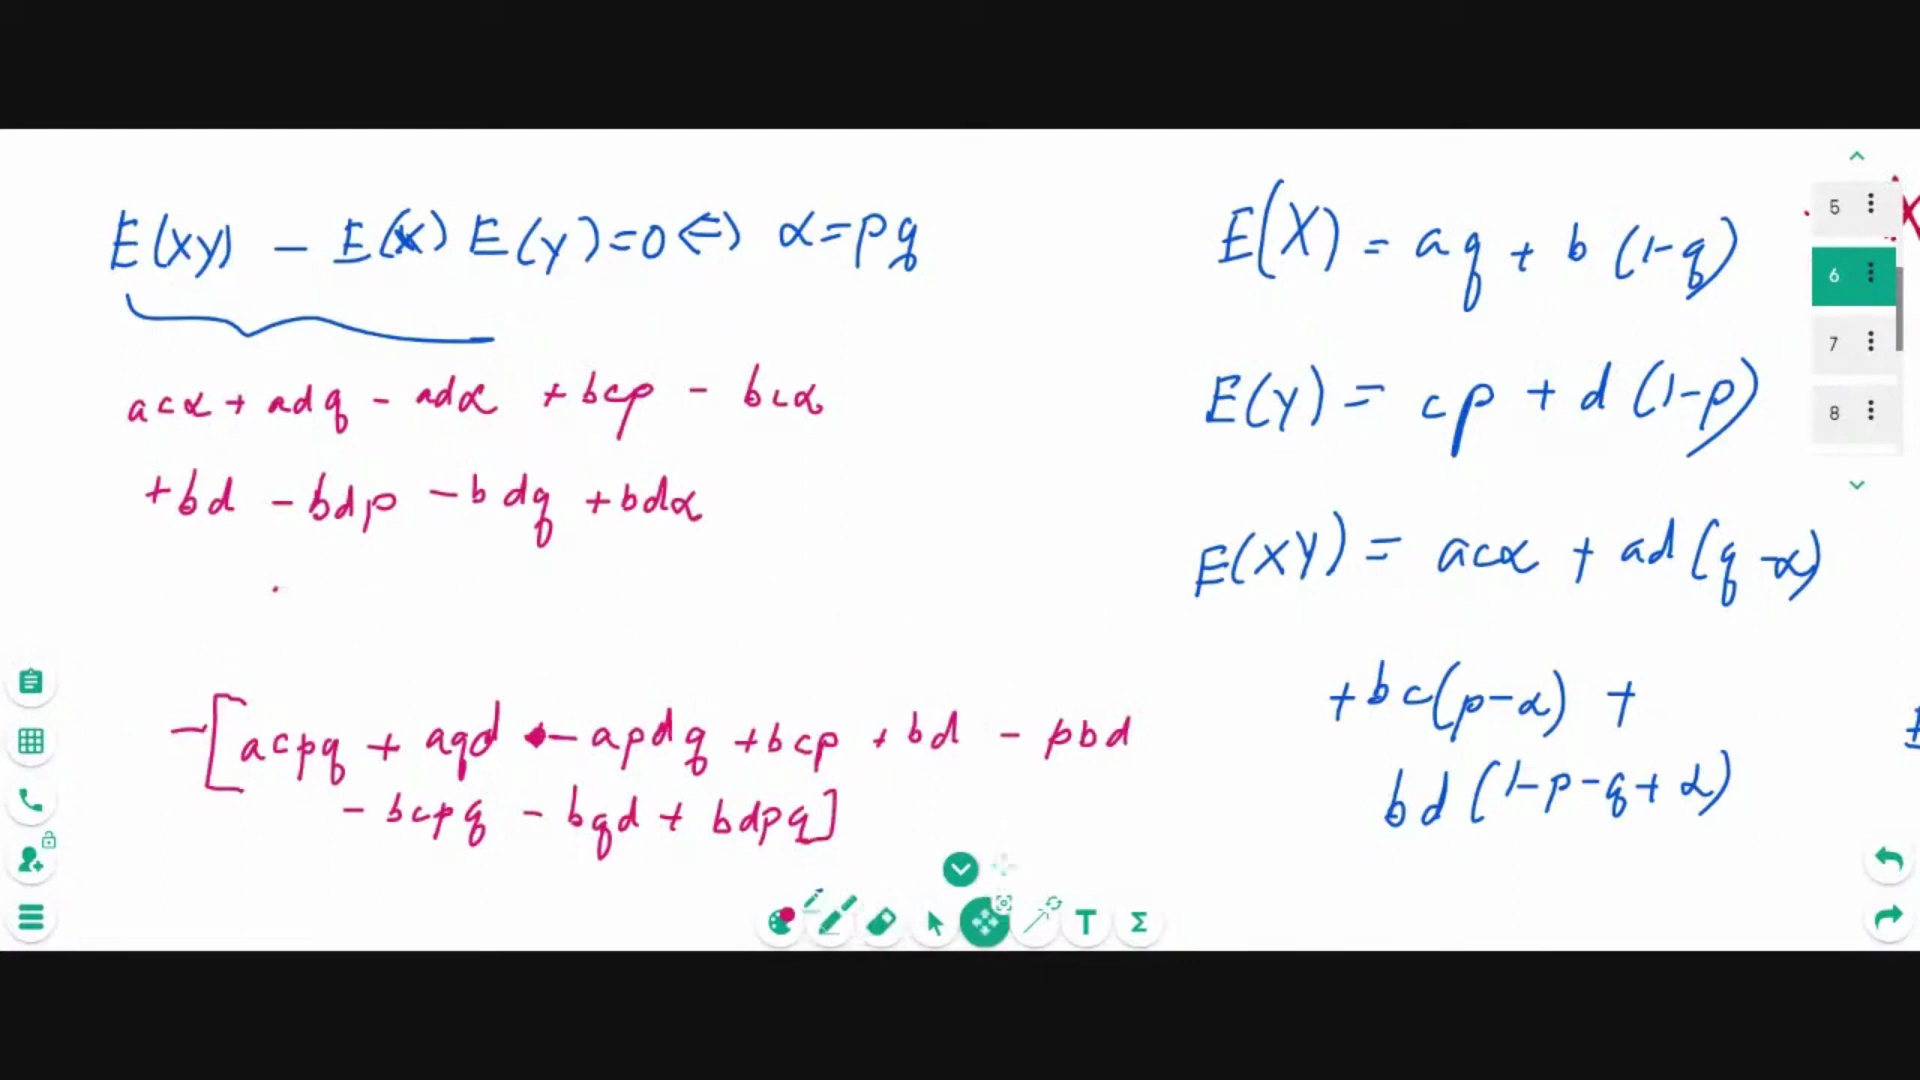 E(XY) - E(X) E(Y) = 0 <=> α = pq
acα + adq - adα + bcp - bcα
+ bd - bdp - bdq + bdα
- [acpq + aqd - apdq + bcp + bd - pbd
- bcpq - bqd + bdpq]
E(X) = aq + b (1-q)
E(Y) = cp + d (1-p)
E(XY) = acα + ad (q-α)
+ bc(p-α) +
bd (1-p-q+α)
5
6
7
8
T
Σ